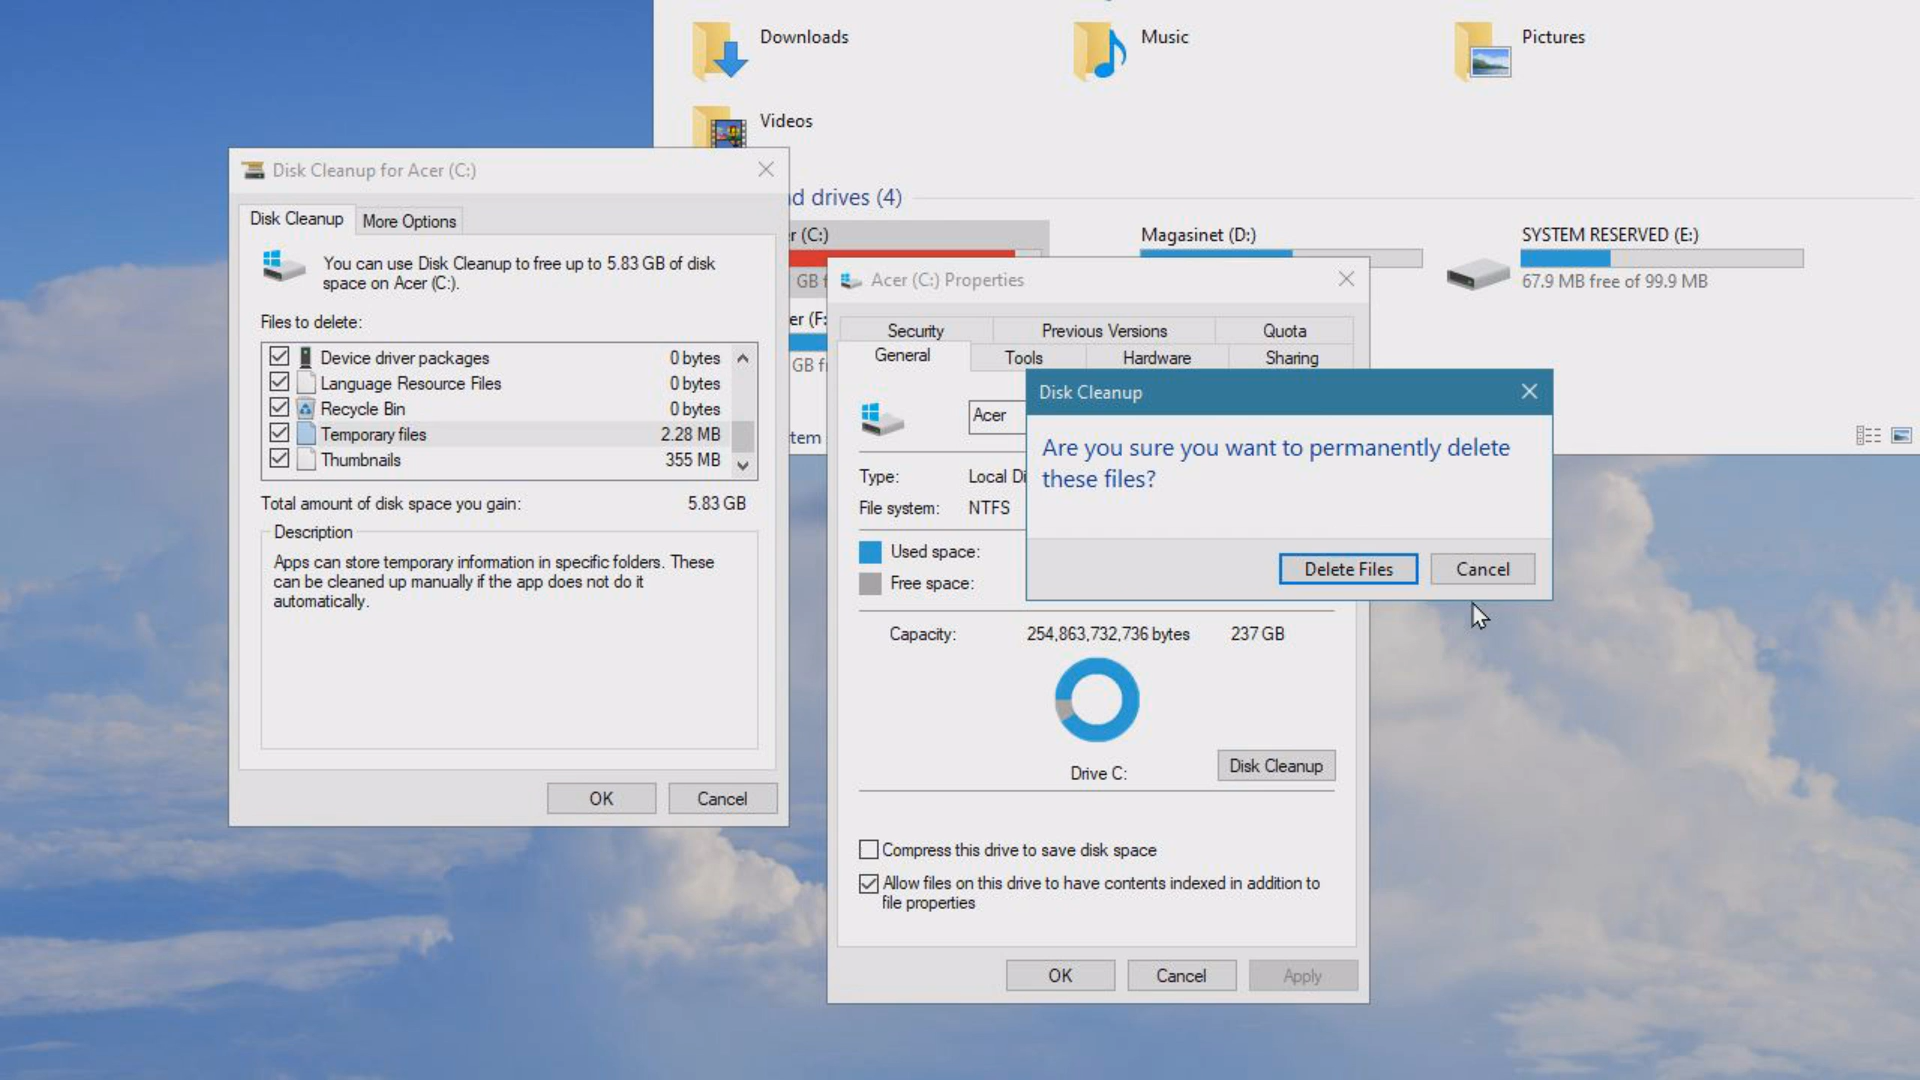 Downloads
Music
Pictures
Videos
Disk Cleanup for Acer (C:)
Disk Cleanup
More Options
You can use Disk Cleanup to free up to 5.83 GB of disk
space on Acer (C:).
Files to delete:
Device driver packages 0 bytes
Language Resource Files 0 bytes
Recycle Bin 0 bytes
Temporary files 2.28 MB
Thumbnails 355 MB
Total amount of disk space you gain: 5.83 GB
Description
Apps can store temporary information in specific folders. These
can be cleaned up manually if the app does not do it
automatically.
OK
Cancel
drives (4)
(C:)
GB
Magasinet (D:)
SYSTEM RESERVED (E:)
67.9 MB free of 99.9 MB
(F:
GB
Acer (C:) Properties
Security
Previous Versions
Quota
General
Tools
Hardware
Sharing
Acer
Type: Local
File system: NTFS
Used space:
Free space:
Capacity: 254,863,732,736 bytes 237 GB
Drive C:
Disk Cleanup
Compress this drive to save disk space
Allow files on this drive to have contents indexed in addition to
file properties
OK
Cancel
Apply
Disk Cleanup
Are you sure you want to permanently delete
these files?
Delete Files
Cancel